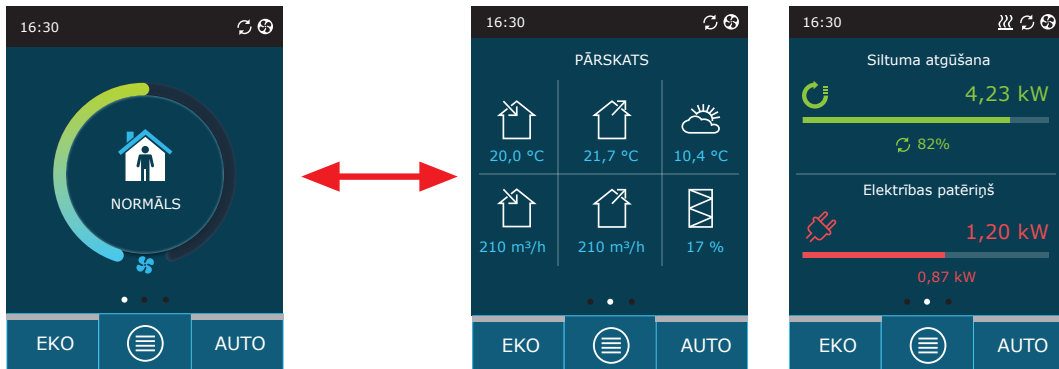 16:30
NORMĀLS
EKO
AUTO
16:30
PĀRSKATS
20,0 °C
21,7 °C
10,4 °C
210 m³/h
210 m³/h
17 %
EKO
AUTO
16:30
Siltuma atgūšana
4,23 kW
82%
Elektrības patēriņš
1,20 kW
0,87 kW
EKO
AUTO